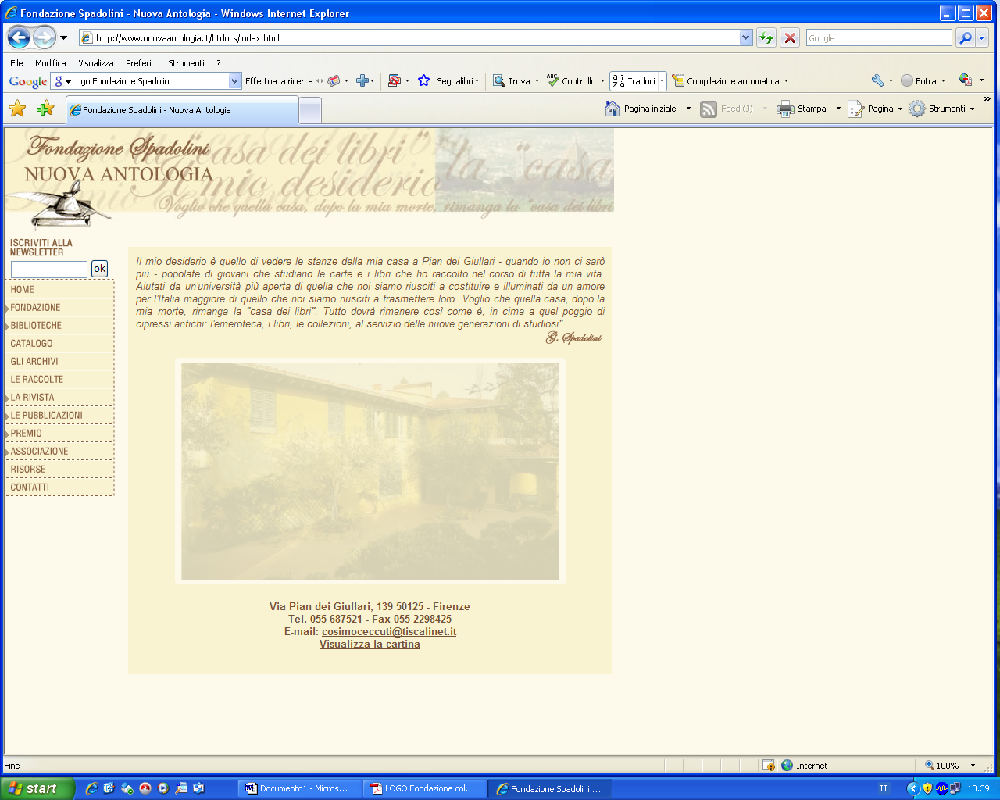 Fondazione Spadolini - Nuova Antologia - Windows Internet Explorer
http://www.nuovaantologia.it/htdocs/index.html
Google
File Modifica Visualizza Preferiti Strumenti ?
Google Logo Fondazione Spadolini Effettua la ricerca Segnalibri Trova Controllo Traduci Compilazione automatica Entra
Fondazione Spadolini - Nuova Antologia
Pagina iniziale Feed (J) Stampa Pagina Strumenti
Fondazione Spadolini
NUOVA ANTOLOGIA
"casa dei libri" la "casa
Il mio desiderio
Voglio che quella casa, dopo la mia morte, rimanga la "casa dei libri
ISCRIVITI ALLA
NEWSLETTER
ok
HOME
FONDAZIONE
BIBLIOTECHE
CATALOGO
GLI ARCHIVI
LE RACCOLTE
LA RIVISTA
LE PUBBLICAZIONI
PREMIO
ASSOCIAZIONE
RISORSE
CONTATTI
Il mio desiderio è quello di vedere le stanze della mia casa a Pian dei Giullari - quando io non ci sarò
più - popolate di giovani che studiano le carte e i libri che ho raccolto nel corso di tutta la mia vita.
Aiutati da un'università più aperta di quella che noi siamo riusciti a costituire e illuminati da un amore
per l'Italia maggiore di quello che noi siamo riusciti a trasmettere loro. Voglio che quella casa, dopo la
mia morte, rimanga la "casa dei libri". Tutto dovrà rimanere così come è, in cima a quel poggio di
cipressi antichi: l'emeroteca, i libri, le collezioni, al servizio delle nuove generazioni di studiosi".
G. Spadolini
Via Pian dei Giullari, 139 50125 - Firenze
Tel. 055 687521 - Fax 055 2298425
E-mail: cosimoceccuti@tiscalinet.it
Visualizza la cartina
Fine
Internet
100%
start
Documento1 - Micros...
LOGO Fondazione col...
Fondazione Spadolini ...
IT
10.39